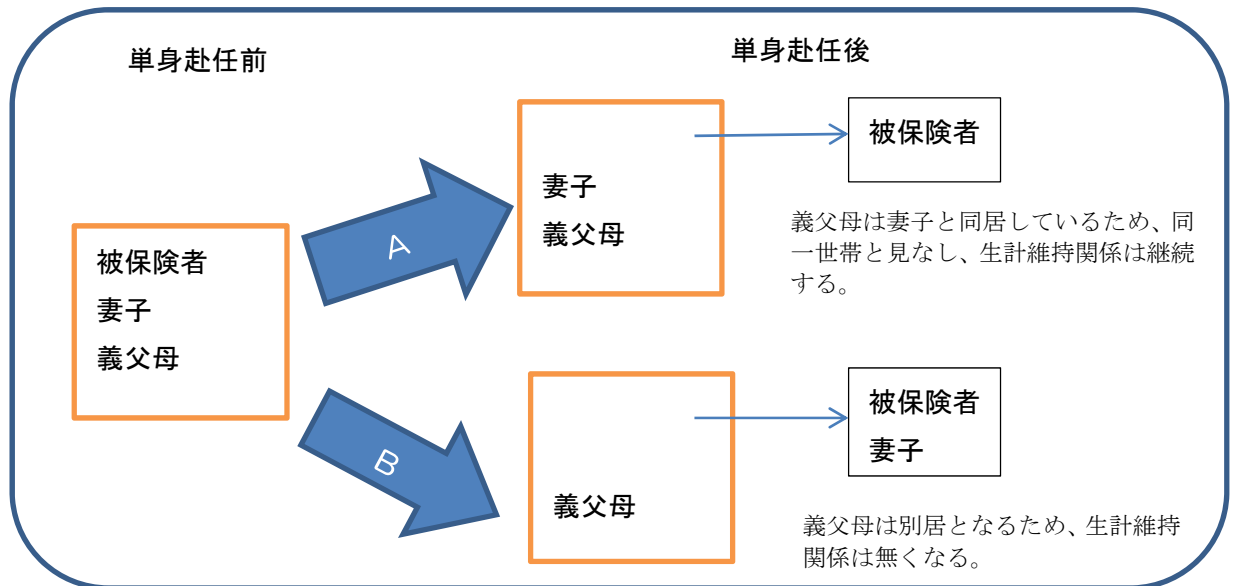 単身赴任前
単身赴任後
被保険者
妻子
義父母
A
妻子
義父母
被保険者
義父母は妻子と同居しているため、同
一世帯と見なし、生計維持関係は継続
する。
B
義父母
被保険者
妻子
義父母は別居となるため、生計維持
関係は無くなる。